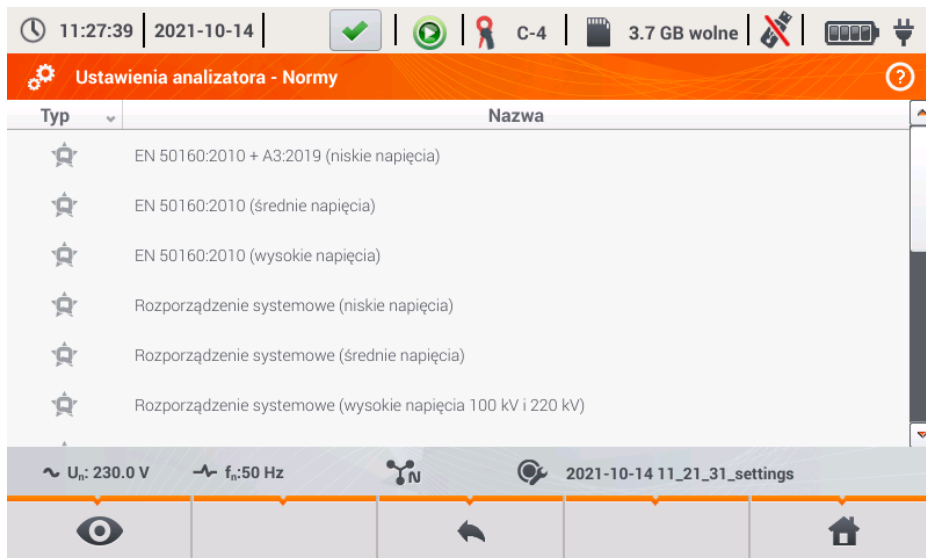 11:27:39 2021-10-14 C-4 3.7 GB wolne
Ustawienia analizatora - Normy ?
Typ Nazwa
EN 50160:2010 + A3:2019 (niskie napięcia)
EN 50160:2010 (średnie napięcia)
EN 50160:2010 (wysokie napięcia)
Rozporządzenie systemowe (niskie napięcia)
Rozporządzenie systemowe (średnie napięcia)
Rozporządzenie systemowe (wysokie napięcia 100 kV i 220 kV)
Un: 230.0 V fn:50 Hz N 2021-10-14 11_21_31_settings